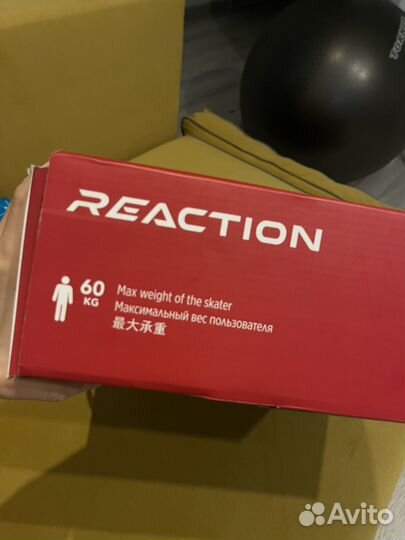 REACTION
60
KG
Max weight of the skater
Максимальный вес пользователя
最大承重
Avito